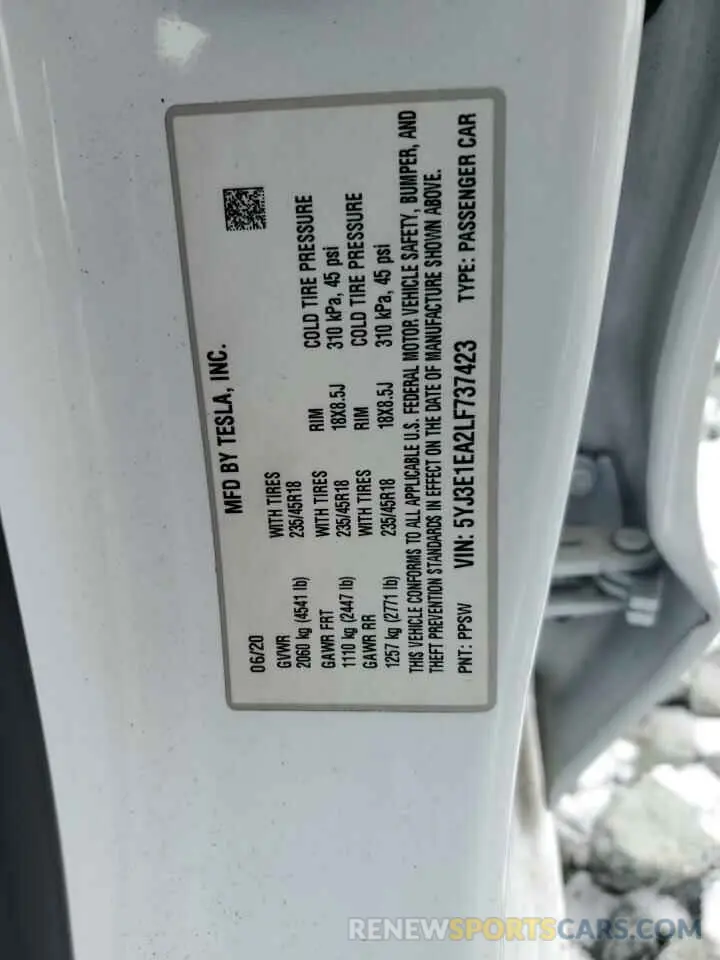 MFD BY TESLA, INC.
06/20
GVWR WITH TIRES RIM COLD TIRE PRESSURE
2060 kg (4541 lb) 235/45R18
GAWR FRT WITH TIRES RIM COLD TIRE PRESSURE
1110 kg (2447 lb) 235/45R18 18X8.5J 310 kPa, 45 psi
GAWR RR WITH TIRES RIM COLD TIRE PRESSURE
1257 kg (2771 lb) 235/45R18 18X8.5J 310 kPa, 45 psi
THIS VEHICLE CONFORMS TO ALL APPLICABLE U.S. FEDERAL MOTOR VEHICLE SAFETY, BUMPER, AND
THEFT PREVENTION STANDARDS IN EFFECT ON THE DATE OF MANUFACTURE SHOWN ABOVE.
PNT: PPSW VIN: 5YJ3E1EA2LF737423 TYPE: PASSENGER CAR
RENEWSPORTSCARS.COM